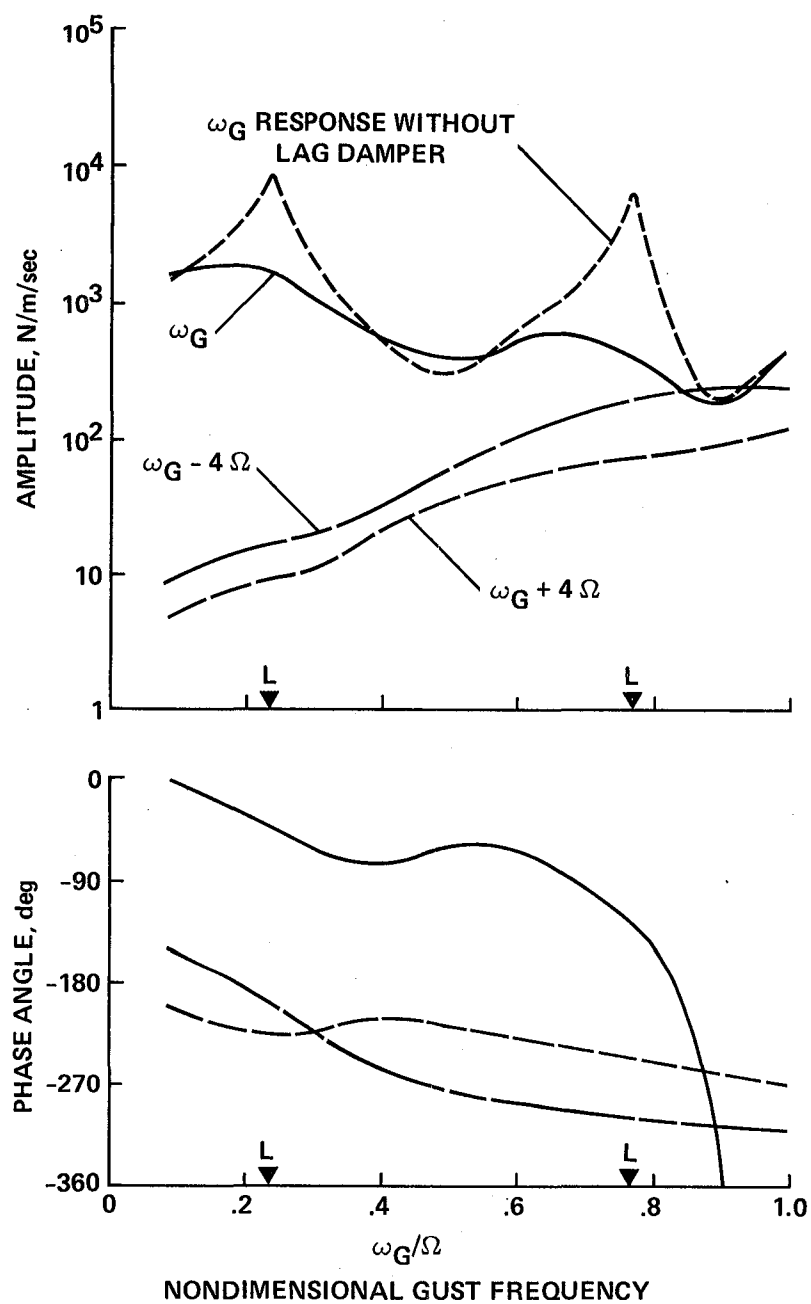 10^5
ω_G RESPONSE WITHOUT
LAG DAMPER
10^4
10^3
ω_G
AMPLITUDE, N/m/sec
10^2
ω_G - 4 Ω
ω_G + 4 Ω
10
L
L
1
0
-90
-180
-270
-360
PHASE ANGLE, deg
L
L
0
.2
.4
.6
.8
1.0
ω_G/Ω
NONDIMENSIONAL GUST FREQUENCY